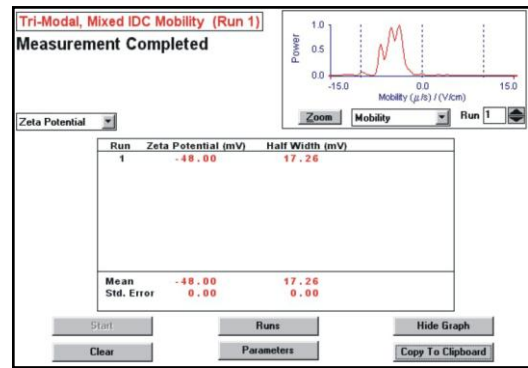 Tri-Modal, Mixed IDC Mobility (Run 1)
Measurement Completed
Power
1.0
0.5
0.0
-15.0
0.0
15.0
Mobility (μ/s) / (V/cm)
Zoom
Mobility
Run 1
Zeta Potential
Run Zeta Potential (mV) Half Width (mV)
1 -48.00 17.26
Mean -48.00 17.26
Std. Error 0.00 0.00
Start Runs Hide Graph
Clear Parameters Copy To Clipboard